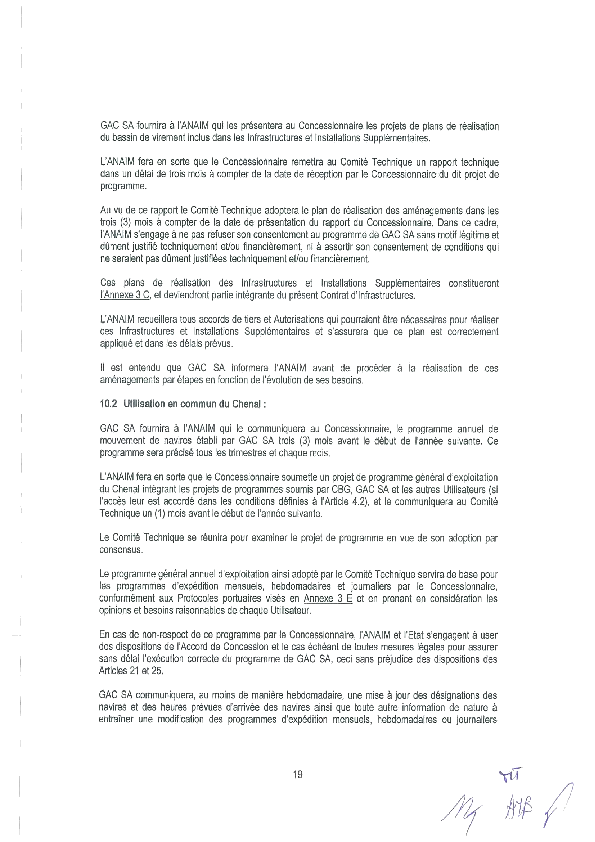 GAC SA fournira à l'ANAIM qui les présentera au Concessionnaire les projets de plans de réalisation
du bassin de virement inclus dans les Infrastructures et Installations Supplémentaires.
L'ANAIM fera en sorte que le Concessionnaire remettra au Comité Technique un rapport technique
dans un délai de trois mois à compter de la date de réception par le Concessionnaire du dit projet de
programme.
Au vu de ce rapport le Comité Technique adoptera le plan de réalisation des aménagements dans les
trois (3) mois à compter de la date de présentation du rapport du Concessionnaire. Dans ce cadre,
l'ANAIM s'engage à ne pas refuser son consentement au programme de GAC SA sans motif légitime et
dûment justifié techniquement et/ou financièrement, ni à assortir son consentement de conditions qui
ne seraient pas dûment justifiées techniquement et/ou financièrement.
Ces plans de réalisation des Infrastructures et Installations Supplémentaires constitueront
l'Annexe 3 C, et deviendront partie intégrante du présent Contrat d'Infrastructures.
L'ANAIM recueillera tous accords de tiers et Autorisations qui pourraient être nécessaires pour réaliser
ces Infrastructures et Installations Supplémentaires et s'assurera que ce plan est correctement
appliqué et dans les délais prévus.
Il est entendu que GAC SA informera l'ANAIM avant de procéder à la réalisation de ces
aménagements par étapes en fonction de l'évolution de ses besoins.
10.2 Utilisation en commun du Chenal :
GAC SA fournira à l'ANAIM qui le communiquera au Concessionnaire, le programme annuel de
mouvement de navires établi par GAC SA trois (3) mois avant le début de l'année suivante. Ce
programme sera précisé tous les trimestres et chaque mois.
L'ANAIM fera en sorte que le Concessionnaire soumette un projet de programme général d'exploitation
du Chenal intégrant les projets de programmes soumis par CBG, GAC SA et les autres Utilisateurs (si
l'accès leur est accordé dans les conditions définies à l'Article 4.2), et le communiquera au Comité
Technique un (1) mois avant le début de l'année suivante.
Le Comité Technique se réunira pour examiner le projet de programme en vue de son adoption par
consensus.
Le programme général annuel d'exploitation ainsi adopté par le Comité Technique servira de base pour
les programmes d'expédition mensuels, hebdomadaires et journaliers par le Concessionnaire,
conformément aux Protocoles portuaires visés en Annexe 3 E et en prenant en considération les
opinions et besoins raisonnables de chaque Utilisateur.
En cas de non-respect de ce programme par le Concessionnaire, l'ANAIM et l'Etat s'engagent à user
des dispositions de l'Accord de Concession et le cas échéant de toutes mesures légales pour assurer
sans délai l'exécution correcte du programme de GAC SA, ceci sans préjudice des dispositions des
Articles 21 et 25.
GAC SA communiquera, au moins de manière hebdomadaire, une mise à jour des désignations des
navires et des heures prévues d'arrivée des navires ainsi que toute autre information de nature à
entraîner une modification des programmes d'expédition mensuels, hebdomadaires ou journaliers
19